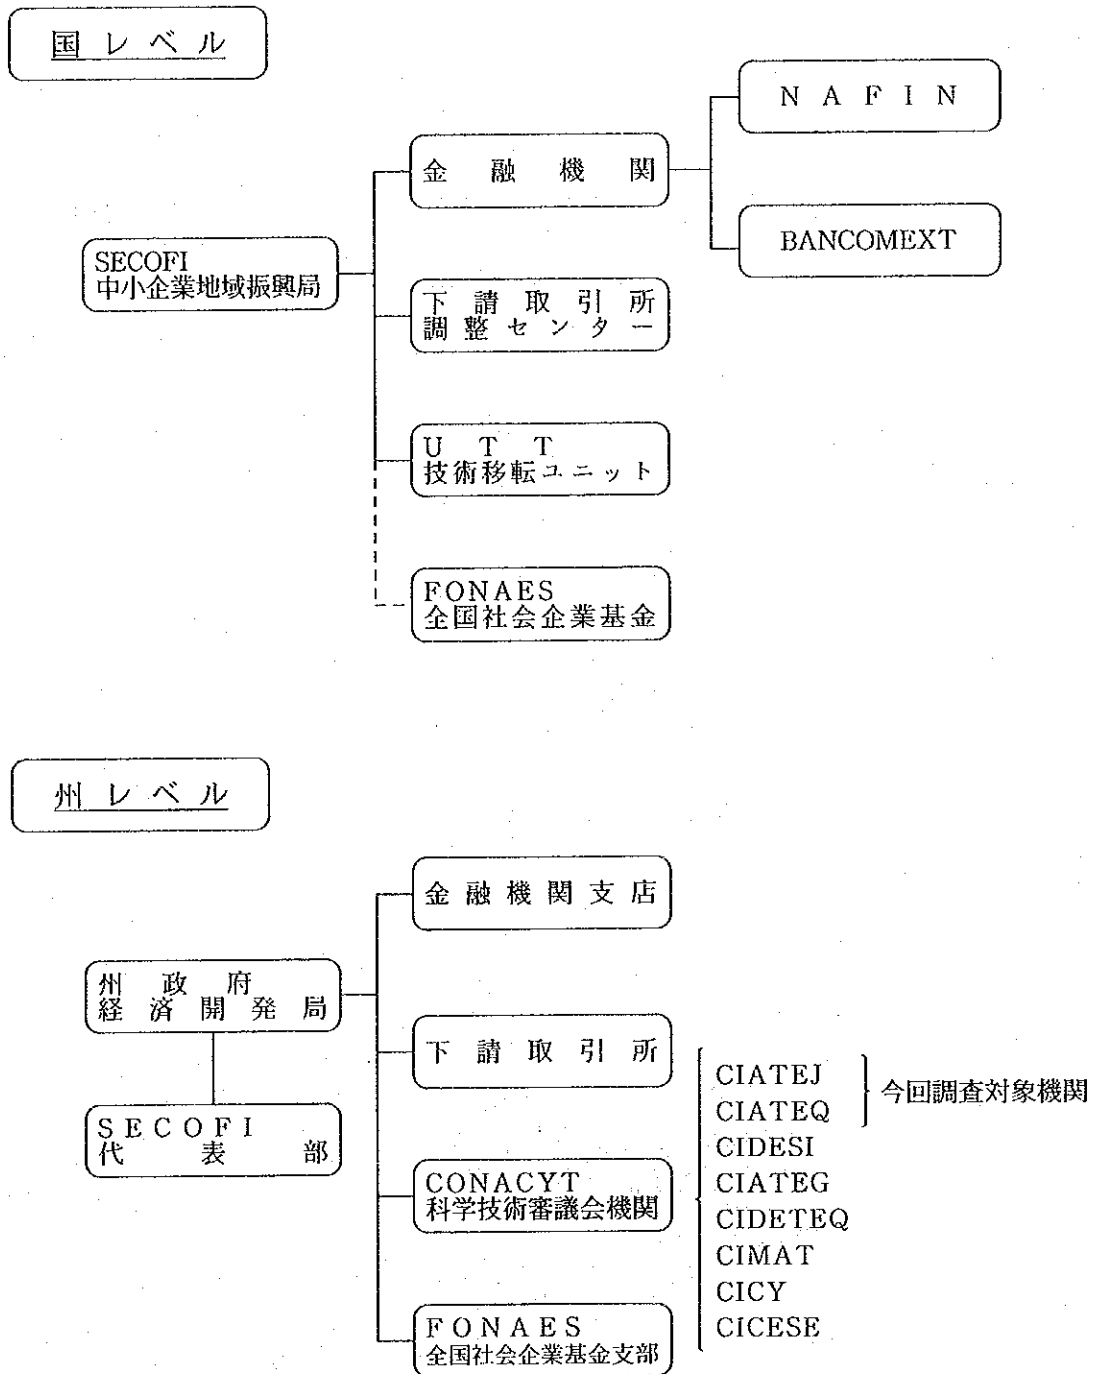 国レベル
NAFIN
金融機関
BANCOMEXT
SECOFI
中小企業地域振興局
下請取引所
調整センター
UTT
技術移転ユニット
FONAES
全国社会企業基金
州レベル
金融機関支店
州政府
経済開発局
下請取引所
SECOFI
代表部
CONACYT
科学技術審議会機関
FONAES
全国社会企業基金支部
CIATEJ
CIATEQ
今回調査対象機関
CIDESI
CIATEG
CIDETEQ
CIMAT
CICY
CICESE